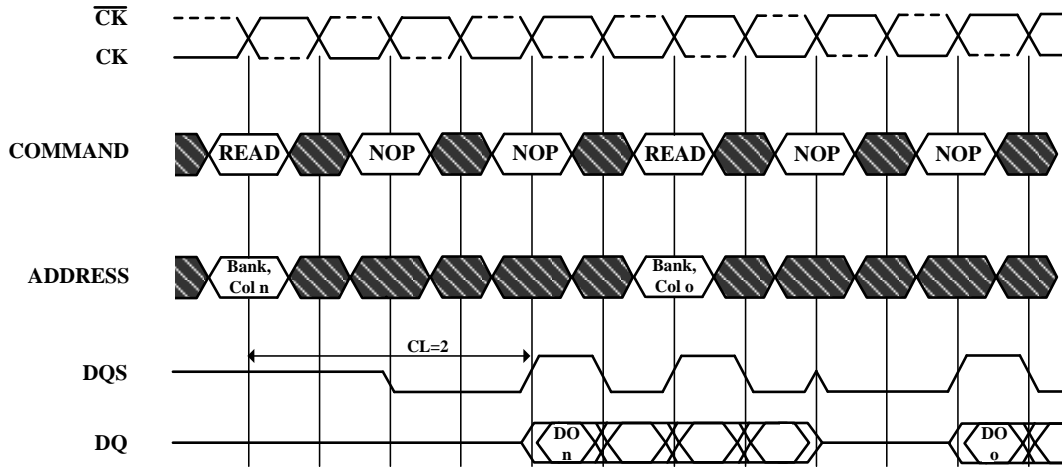 C̅K̅
CK
COMMAND READ NOP NOP READ NOP NOP
ADDRESS Bank, Col n Bank, Col o
CL=2
DQS
DQ DO n DO o